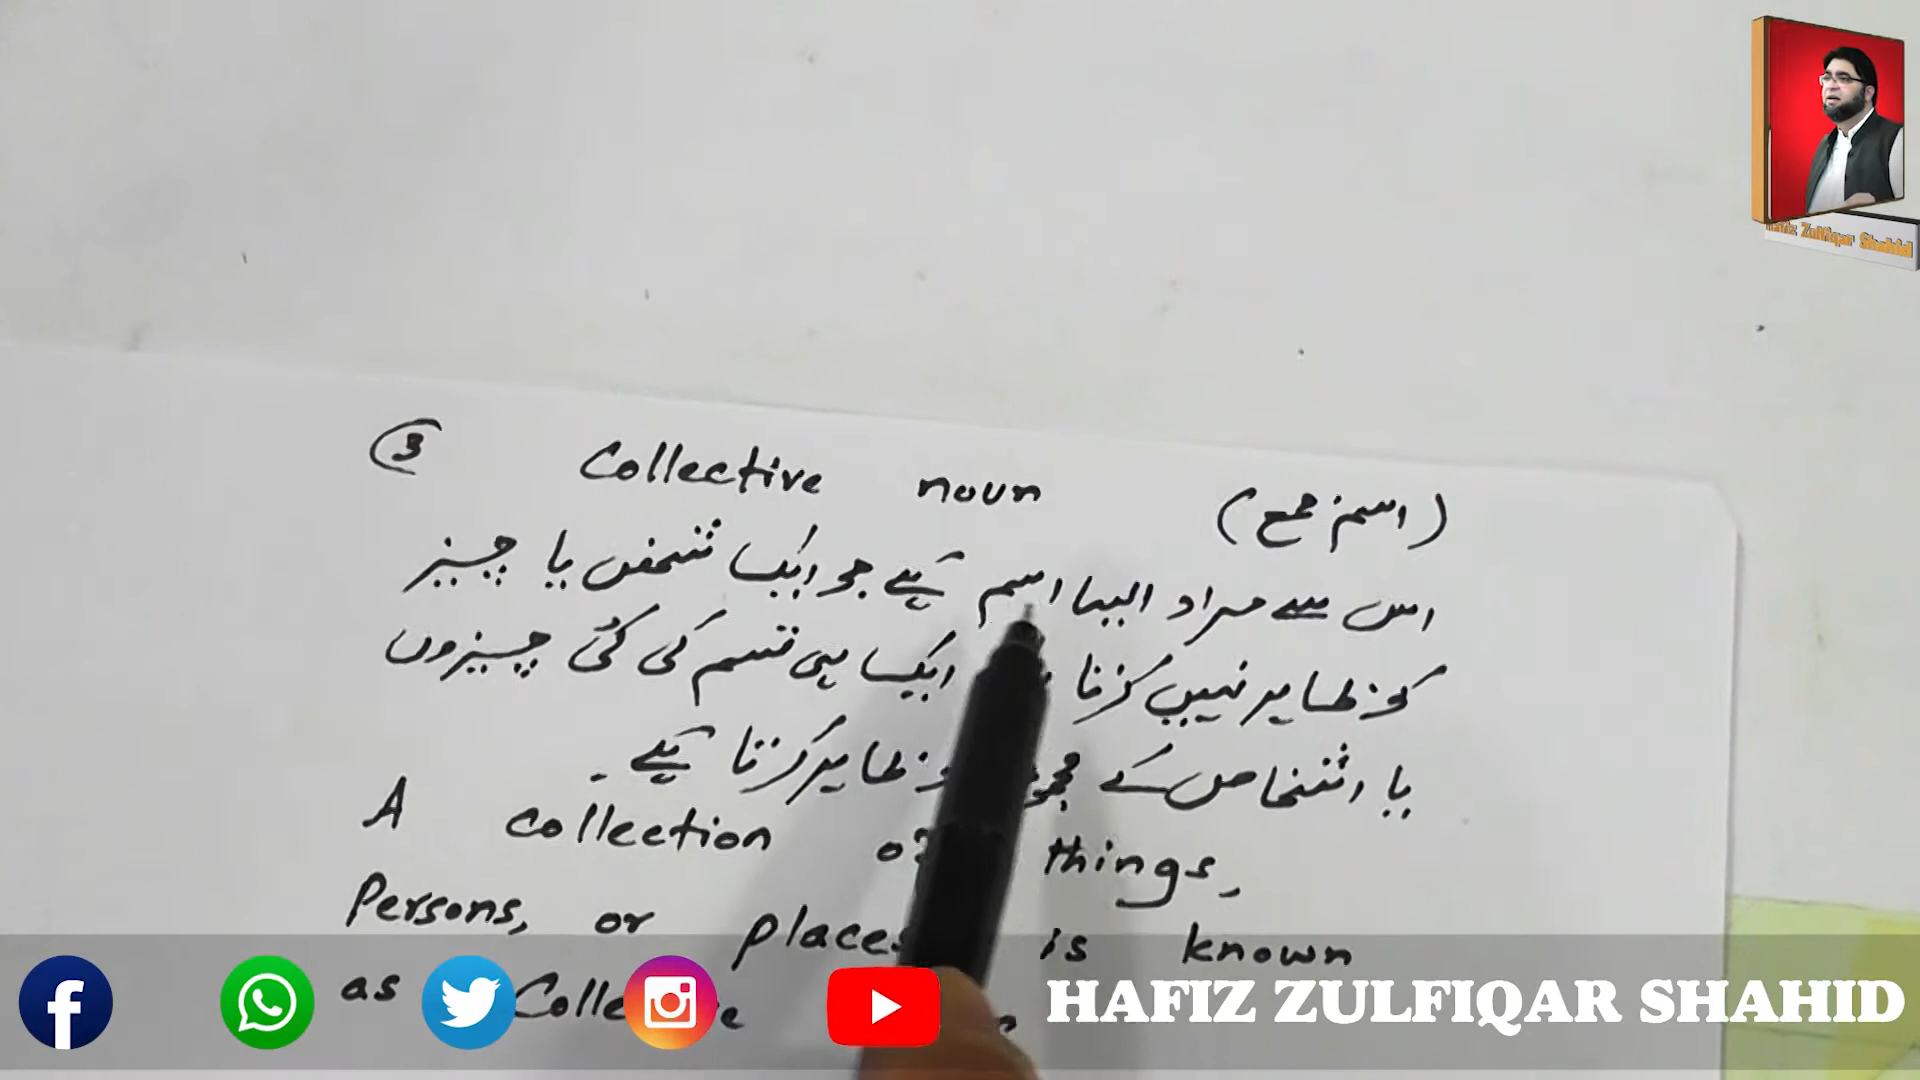 Hafiz Zulfiqar Shahid
3 Collective noun (اسم جمع)
اس سے مراد ایسا اسم ہے جو ایک شخص یا چیز
کو ظاہر نہیں کرتا ایک ہی قسم کی کئی چیزوں
یا اشخاص کے ظاہر کرتا ہے۔
A collection of things,
Persons, or places is known
as
HAFIZ ZULFIQAR SHAHID